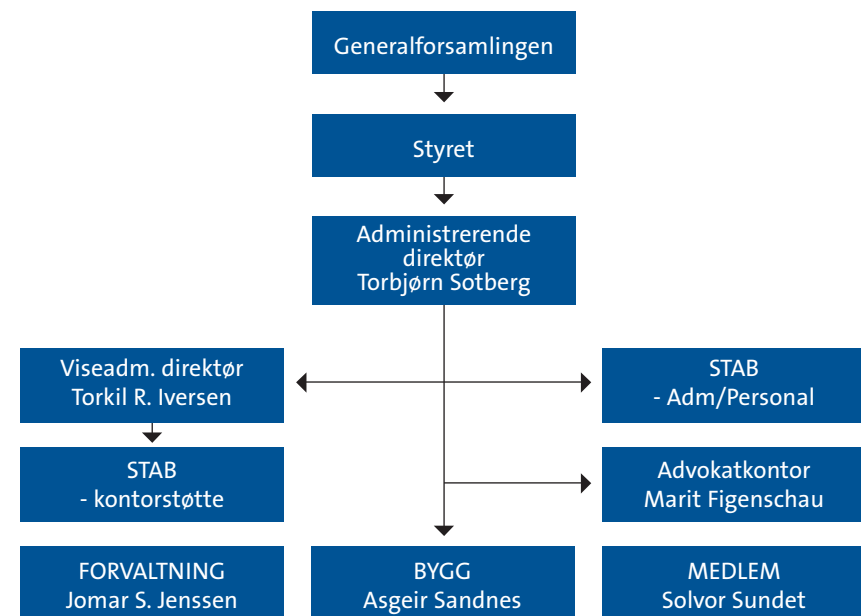 Generalforsamlingen
Styret
Administrerende
direktør
Torbjørn Sotberg
Viseadm. direktør
Torkil R. Iversen
STAB
- Adm/Personal
STAB
- kontorstøtte
Advokatkontor
Marit Figenschau
FORVALTNING
Jomar S. Jenssen
BYGG
Asgeir Sandnes
MEDLEM
Solvor Sundet